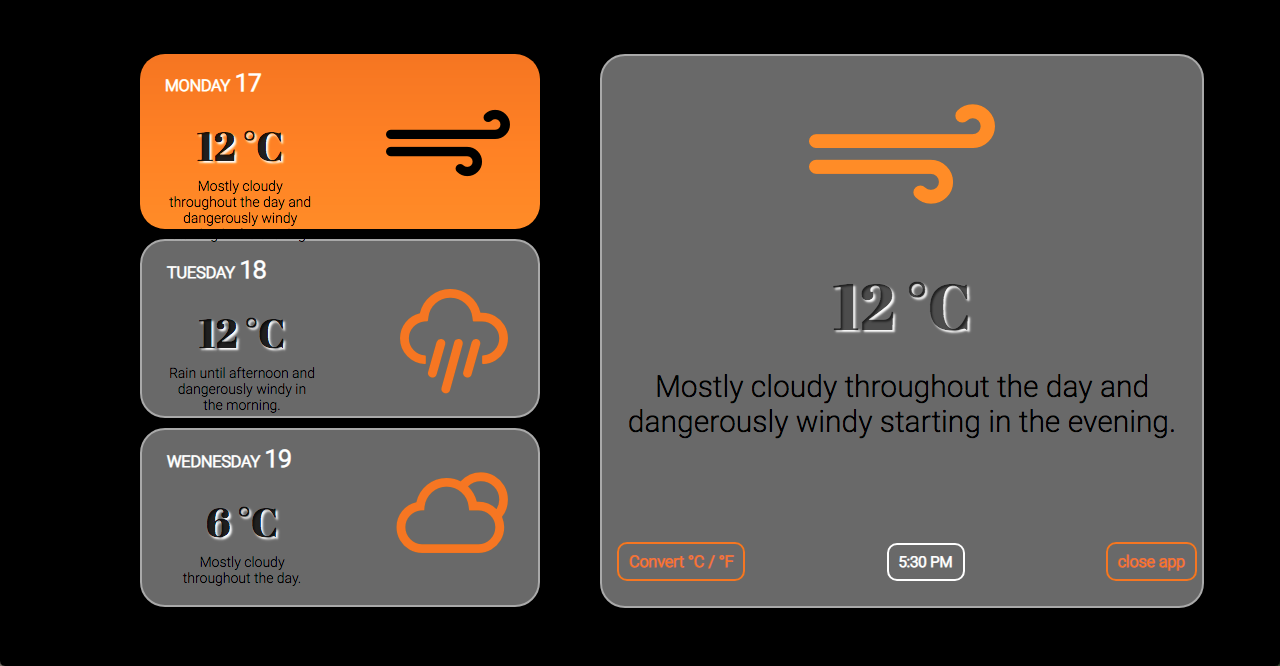 MONDAY 17
12 °C
Mostly cloudy
throughout the day and
dangerously windy
TUESDAY 18
12 °C
Rain until afternoon and
dangerously windy in
the morning.
WEDNESDAY 19
6 °C
Mostly cloudy
throughout the day.
12 °C
Mostly cloudy throughout the day and
dangerously windy starting in the evening.
Convert °C / °F
5:30 PM
close app